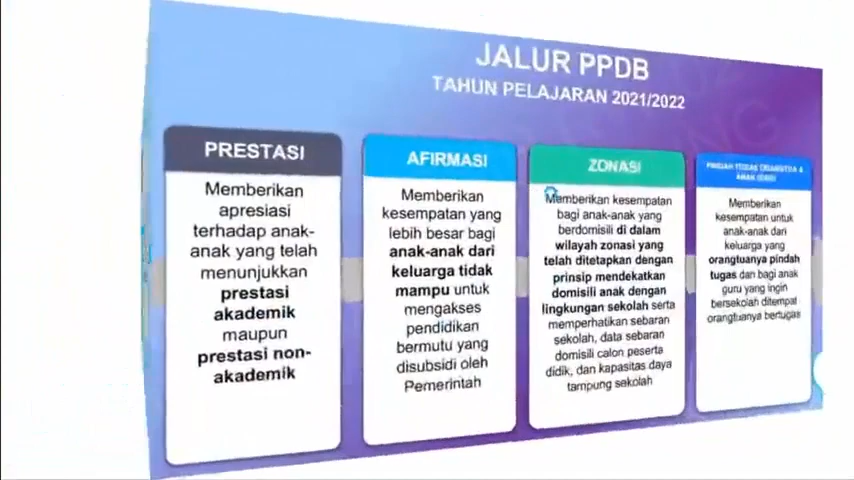 JALUR PPDB
TAHUN PELAJARAN 2021/2022
PRESTASI
Memberikan
apresiasi
terhadap anak-
anak yang telah
menunjukkan
prestasi
akademik
maupun
prestasi non-
akademik
AFIRMASI
Memberikan
kesempatan yang
lebih besar bagi
anak-anak dari
keluarga tidak
mampu untuk
mengakses
pendidikan
bermutu yang
disubsidi oleh
Pemerintah
ZONASI
Memberikan kesempatan
bagi anak-anak yang
berdomisili di dalam
wilayah zonasi yang
telah ditetapkan dengan
prinsip mendekatkan
domisili anak dengan
lingkungan sekolah serta
memperhatikan sebaran
sekolah, data sebaran
domisili calon peserta
didik, dan kapasitas daya
tampung sekolah
PINDAH TUGAS ORANGTUA &
ANAK GURU
Memberikan
kesempatan untuk
anak-anak dari
keluarga yang
orangtuanya pindah
tugas dan bagi anak
guru yang ingin
bersekolah ditempat
orangtuanya bertugas